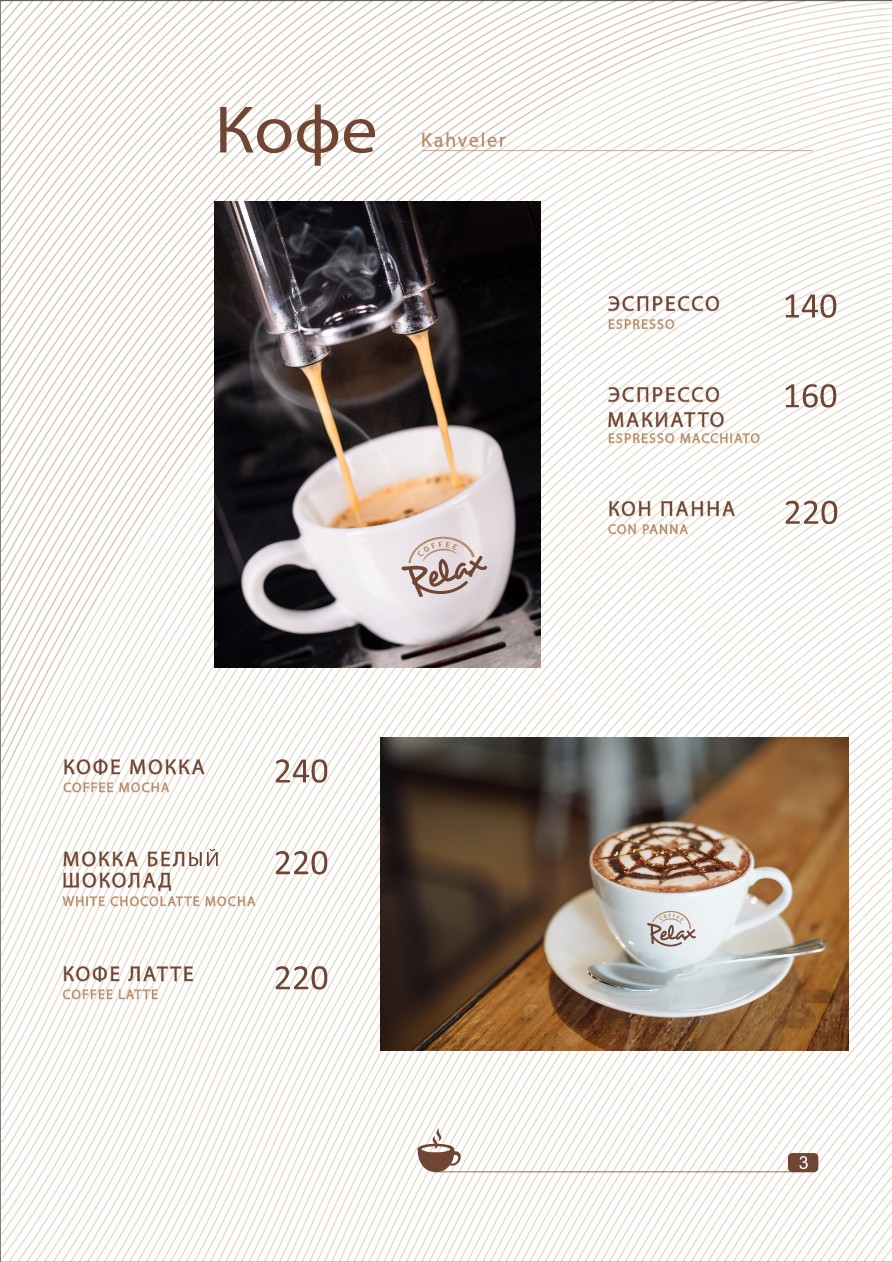 Кофе
Kahveler
ЭСПРЕССО 140
ESPRESSO
ЭСПРЕССО 160
МАКИАТТО
ESPRESSO MACCHIATO
КОН ПАННА 220
CON PANNA
COFFEE
Relax
КОФЕ МОККА 240
COFFEE MOCHA
МОККА БЕЛЫЙ 220
ШОКОЛАД
WHITE CHOCOLATTE MOCHA
КОФЕ ЛАТТЕ 220
COFFEE LATTE
COFFEE
Relax
3